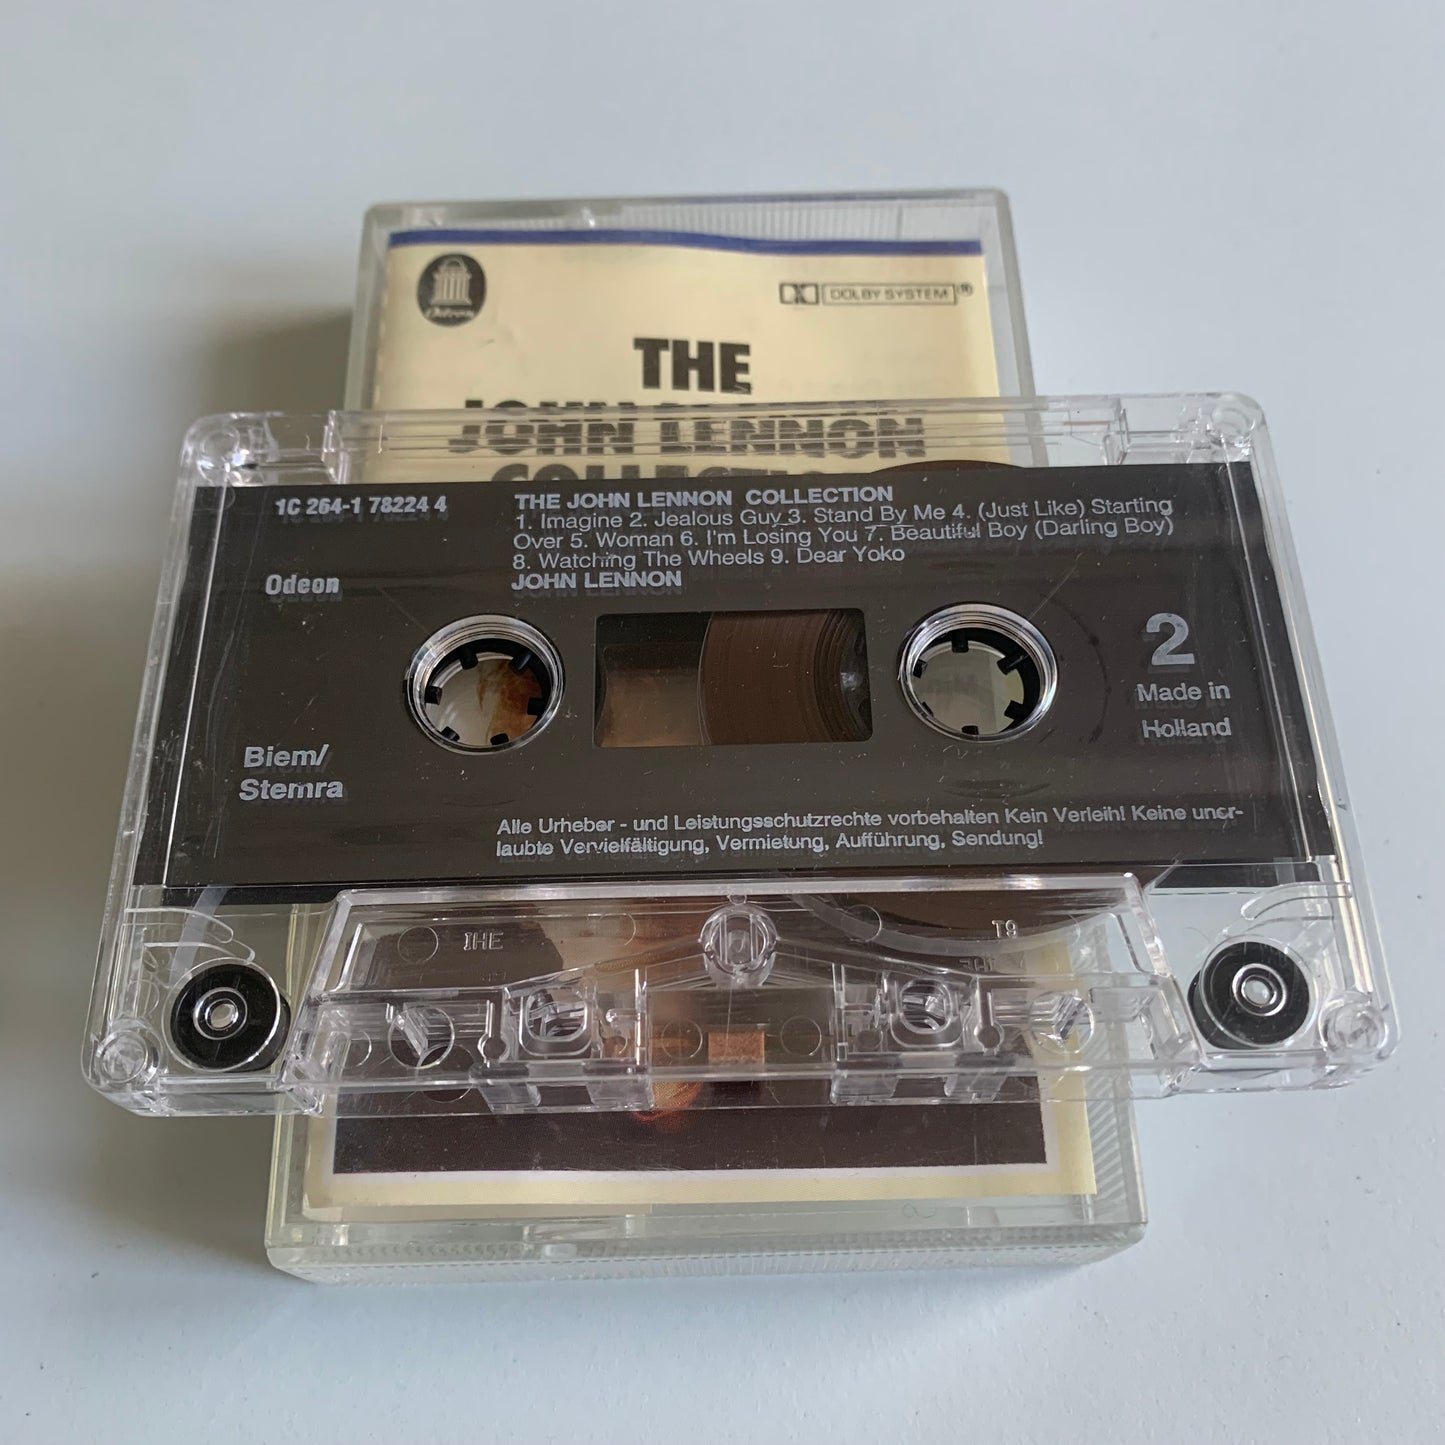 Odeon
DOLBY SYSTEM®
THE
JOHN LENNON
1C 264-1 78224 4
THE JOHN LENNON COLLECTION
1. Imagine 2. Jealous Guy 3. Stand By Me 4. (Just Like) Starting
Over 5. Woman 6. I'm Losing You 7. Beautiful Boy (Darling Boy)
8. Watching The Wheels 9. Dear Yoko
JOHN LENNON
Odeon
2
Made in
Holland
Biem/
Stemra
Alle Urheber - und Leistungsschutzrechte vorbehalten Kein Verleih! Keine uner-
laubte Vervielfältigung, Vermietung, Aufführung, Sendung!